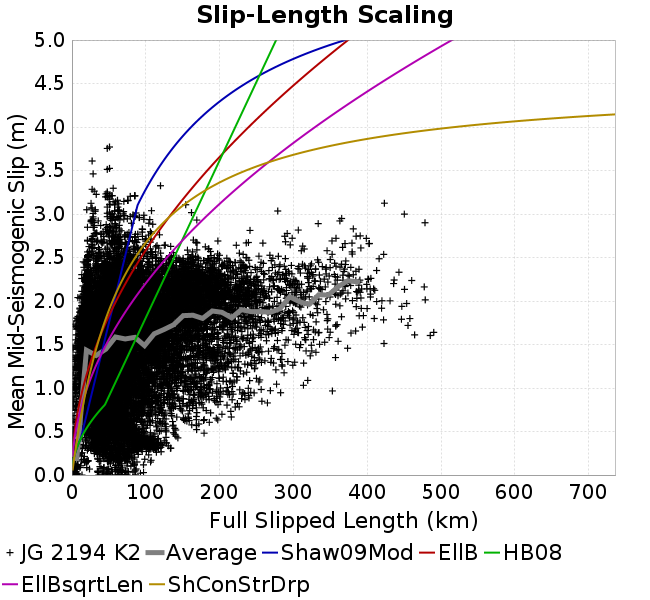 Slip-Length Scaling
Mean Mid-Seismogenic Slip (m)
5.0
4.5
4.0
3.5
3.0
2.5
2.0
1.5
1.0
0.5
0.0
0 100 200 300 400 500 600 700
Full Slipped Length (km)
JG 2194 K2 Average Shaw09Mod EllB HB08
EllBsqrtLen ShConStrDrp